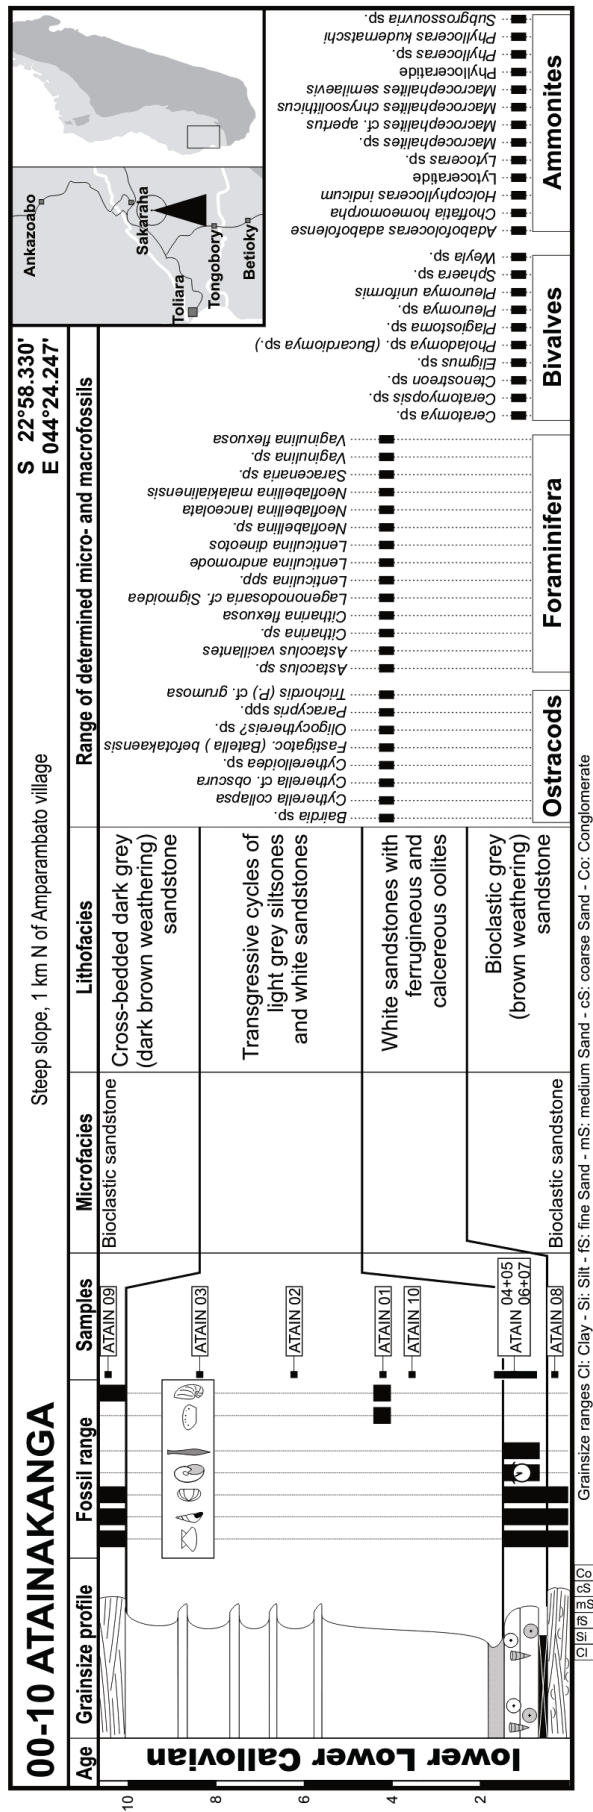 00-10 ATAINAKANGA
Steep slope, 1 km N of Amparambato village
S 22°58.330'
E 044°24.247'
Ankazoabo
Sakaraha
Toliara
Tongobory
Betioky
Age
Grainsize profile
Fossil range
Samples
Microfacies
Lithofacies
Range of determined micro- and macrofossils
10
8
6
4
2
lower Lower Callovian
ATAIN 09
ATAIN 03
ATAIN 02
ATAIN 01
ATAIN 10
04+05
ATAIN
06+07
ATAIN 08
Bioclastic sandstone
Bioclastic sandstone
Cross-bedded dark grey
(dark brown weathering)
sandstone
Transgressive cycles of
light grey siltsones
and white sandstones
White sandstones with
ferrugineous and
calcereous oolites
Bioclastic grey
(brown weathering)
sandstone
Bairdia sp.
Cytherella collapsa
Cytherella cf. obscura
Cytherelloidea sp.
Fastigatoc. (Batella ) befotakaensis
Oligocythereis? sp.
Paracypris spp.
Trichordis (P.) cf. grumosa
Ostracods
Astacolus sp.
Astacolus vacillantes
Citharina sp.
Citharina flexuosa
Lagenonodosaria cf. Sigmoidea
Lenticulina spp.
Lenticulina andromode
Lenticulina dineotos
Neoflabellina sp.
Neoflabellina lanceolata
Neoflabellina malakialinensis
Saracenaria sp.
Vaginulina sp.
Vaginulina flexuosa
Foraminifera
Ceratomya sp.
Ceratomyopsis sp.
Ctenostreon sp.
Eligmus sp.
Pholadomya sp. (Bucardiomya sp.)
Plagiostoma sp.
Pleuromya sp.
Pleuromya uniformis
Sphaera sp.
Weyla sp.
Bivalves
Adabofoloceras adabofolense
Choffatia homeomorpha
Holcophylloceras indicum
Lytoceratide
Lytoceras sp.
Macrocephalites sp.
Macrocephalites cf. apertus
Macrocephalites chrysoolithicus
Macrocephalites semilaevis
Phylloceratide
Phylloceras sp.
Phylloceras kudernatschi
Subgrossouvria sp.
Ammonites
Cl
Si
fS
mS
cS
Co
Grainsize ranges Cl: Clay - Si: Silt - fS: fine Sand - mS: medium Sand - cS: coarse Sand - Co: Conglomerate